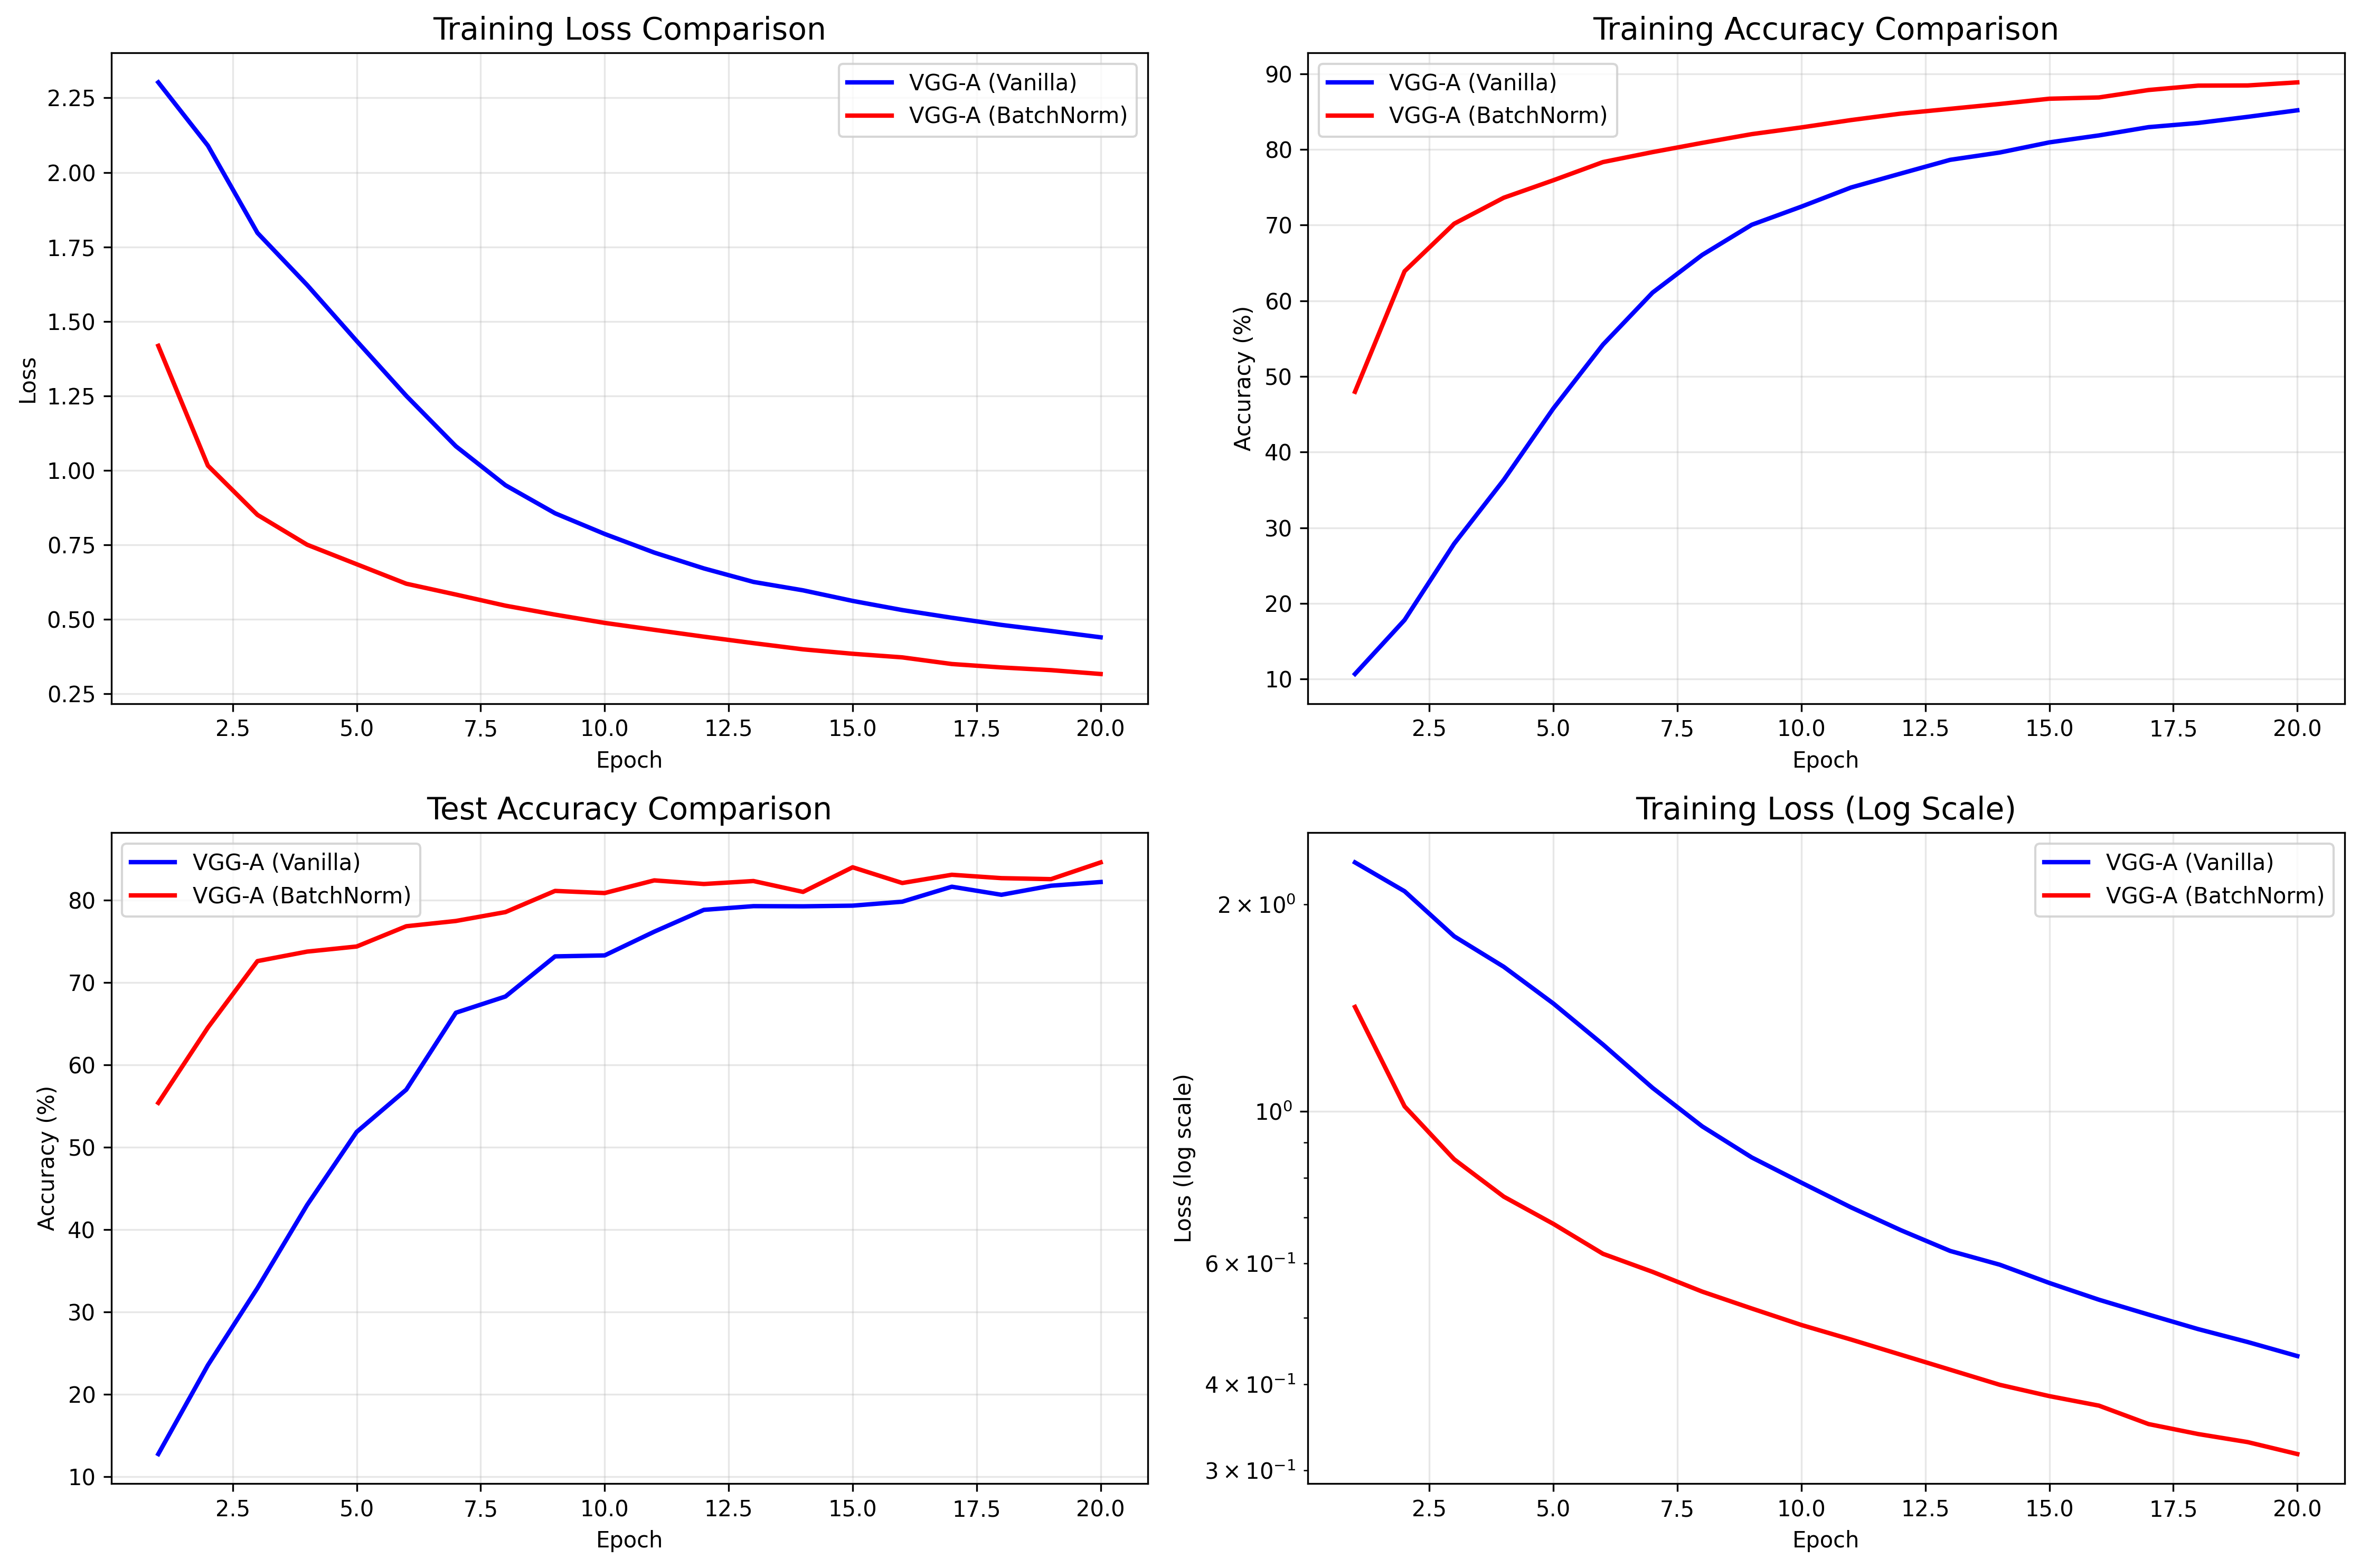 Training Loss Comparison
VGG-A (Vanilla)
VGG-A (BatchNorm)
2.25
2.00
1.75
1.50
1.25
1.00
0.75
0.50
0.25
Loss
2.5 5.0 7.5 10.0 12.5 15.0 17.5 20.0
Epoch
Training Accuracy Comparison
VGG-A (Vanilla)
VGG-A (BatchNorm)
90
80
70
60
50
40
30
20
10
Accuracy (%)
2.5 5.0 7.5 10.0 12.5 15.0 17.5 20.0
Epoch
Test Accuracy Comparison
VGG-A (Vanilla)
VGG-A (BatchNorm)
80
70
60
50
40
30
20
10
Accuracy (%)
2.5 5.0 7.5 10.0 12.5 15.0 17.5 20.0
Epoch
Training Loss (Log Scale)
VGG-A (Vanilla)
VGG-A (BatchNorm)
2 × 10⁰
10⁰
6 × 10⁻¹
4 × 10⁻¹
3 × 10⁻¹
Loss (log scale)
2.5 5.0 7.5 10.0 12.5 15.0 17.5 20.0
Epoch